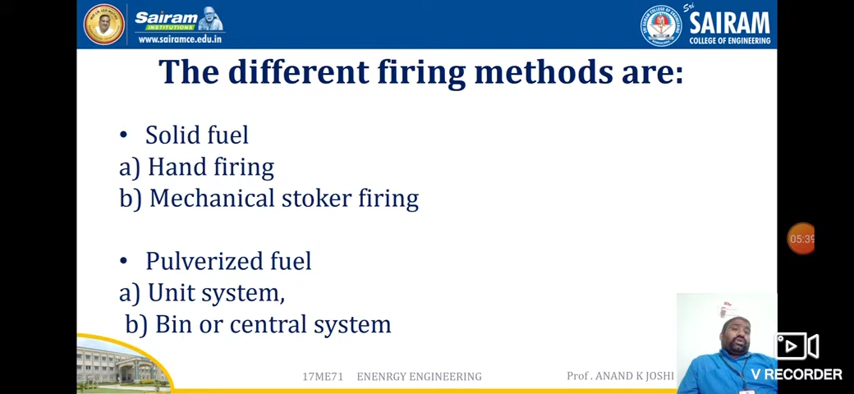 Sairam
INSTITUTIONS
www.sairamce.edu.in
Sri
SAIRAM
COLLEGE OF ENGINEERING
The different firing methods are:
• Solid fuel
a) Hand firing
b) Mechanical stoker firing
• Pulverized fuel
a) Unit system,
b) Bin or central system
17ME71 ENENRGY ENGINEERING Prof. ANAND K JOSHI
05:39
V RECORDER